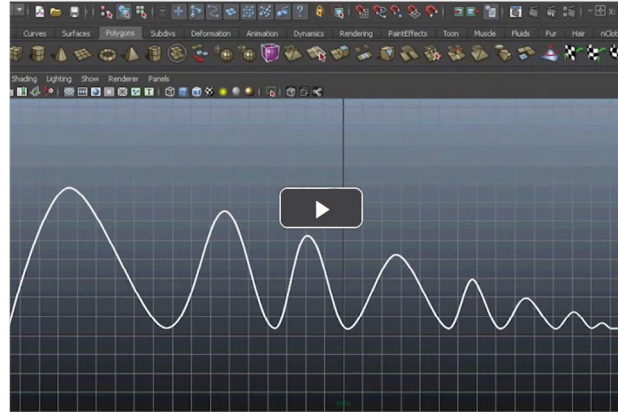 Curves Surfaces Polygons Subdivs Deformation Animation Dynamics Rendering PaintEffects Toon Muscle Fluids Fur Hair nClot
Shading Lighting Show Renderer Panels